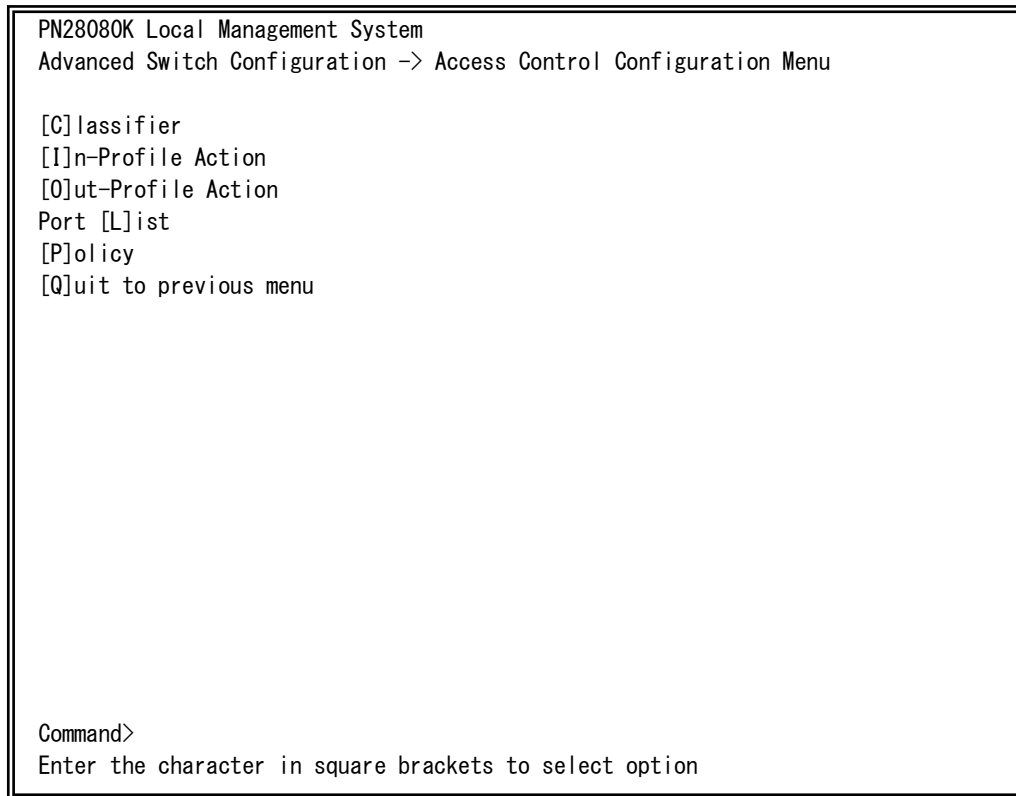 PN28080K Local Management System
Advanced Switch Configuration -> Access Control Configuration Menu
[C]lassifier
[I]n-Profile Action
[O]ut-Profile Action
Port [L]ist
[P]olicy
[Q]uit to previous menu
Command>
Enter the character in square brackets to select option